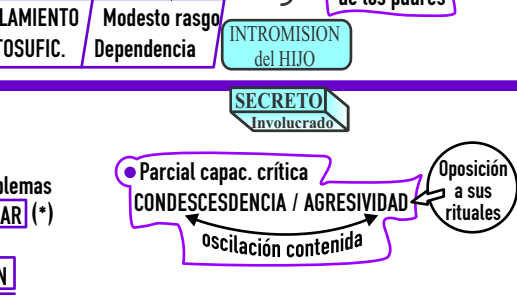 de los padres
LAMIENTO
TOSUFIC.
Modesto rasgo
Dependencia
INTROMISION
del HIJO
SECRETO
Involucrado
lemas
AR (*)
N
Parcial capac. crítica
CONDESCESDENCIA / AGRESIVIDAD
oscilación contenida
Oposición
a sus
rituales